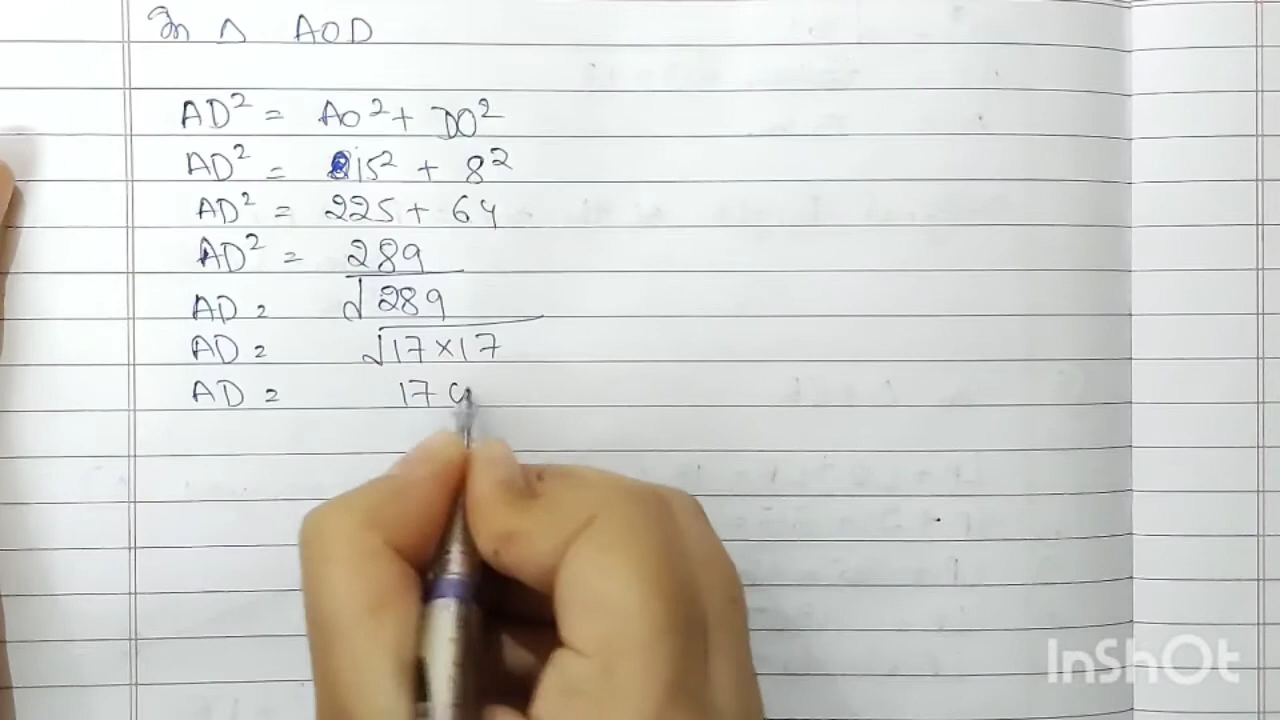 In △ AOD
AD² = AO² + DO²
AD² = 15² + 8²
AD² = 225 + 64
AD² = 289
AD = √289
AD = √17×17
AD = 17 c
InShOt